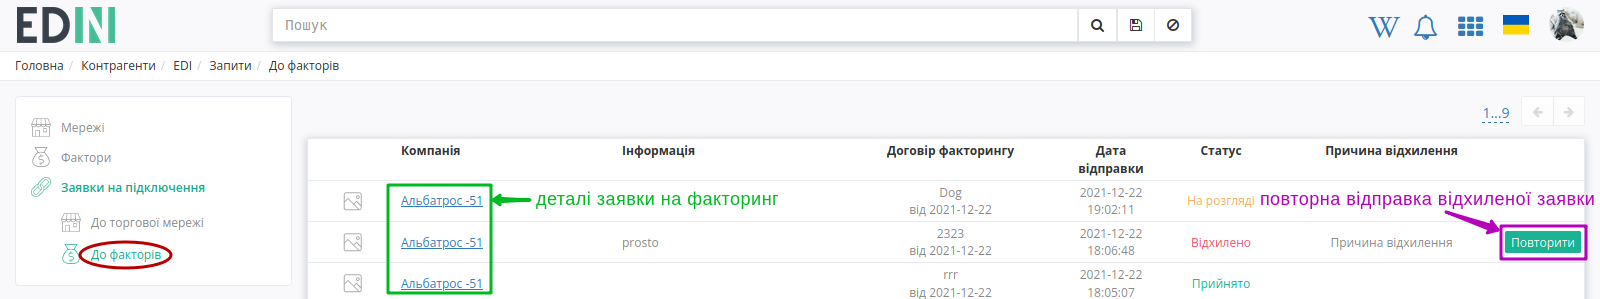 EDIN
Пошук
Головна / Контрагенти / EDI / Запити / До факторів
1...9
Мережі
Фактори
Заявки на підключення
До торгової мережі
До факторів
Компанія Інформація Договір факторингу Дата відправки Статус Причина відхилення
Альбатрос -51 Dog від 2021-12-22 2021-12-22 19:02:11 На розгляді
деталі заявки на факторинг
повторна відправка відхиленої заявки
Альбатрос -51 prosto 2323 від 2021-12-22 2021-12-22 18:06:48 Відхилено Причина відхилення Повторити
Альбатрос -51 rrr від 2021-12-22 2021-12-22 18:05:07 Прийнято